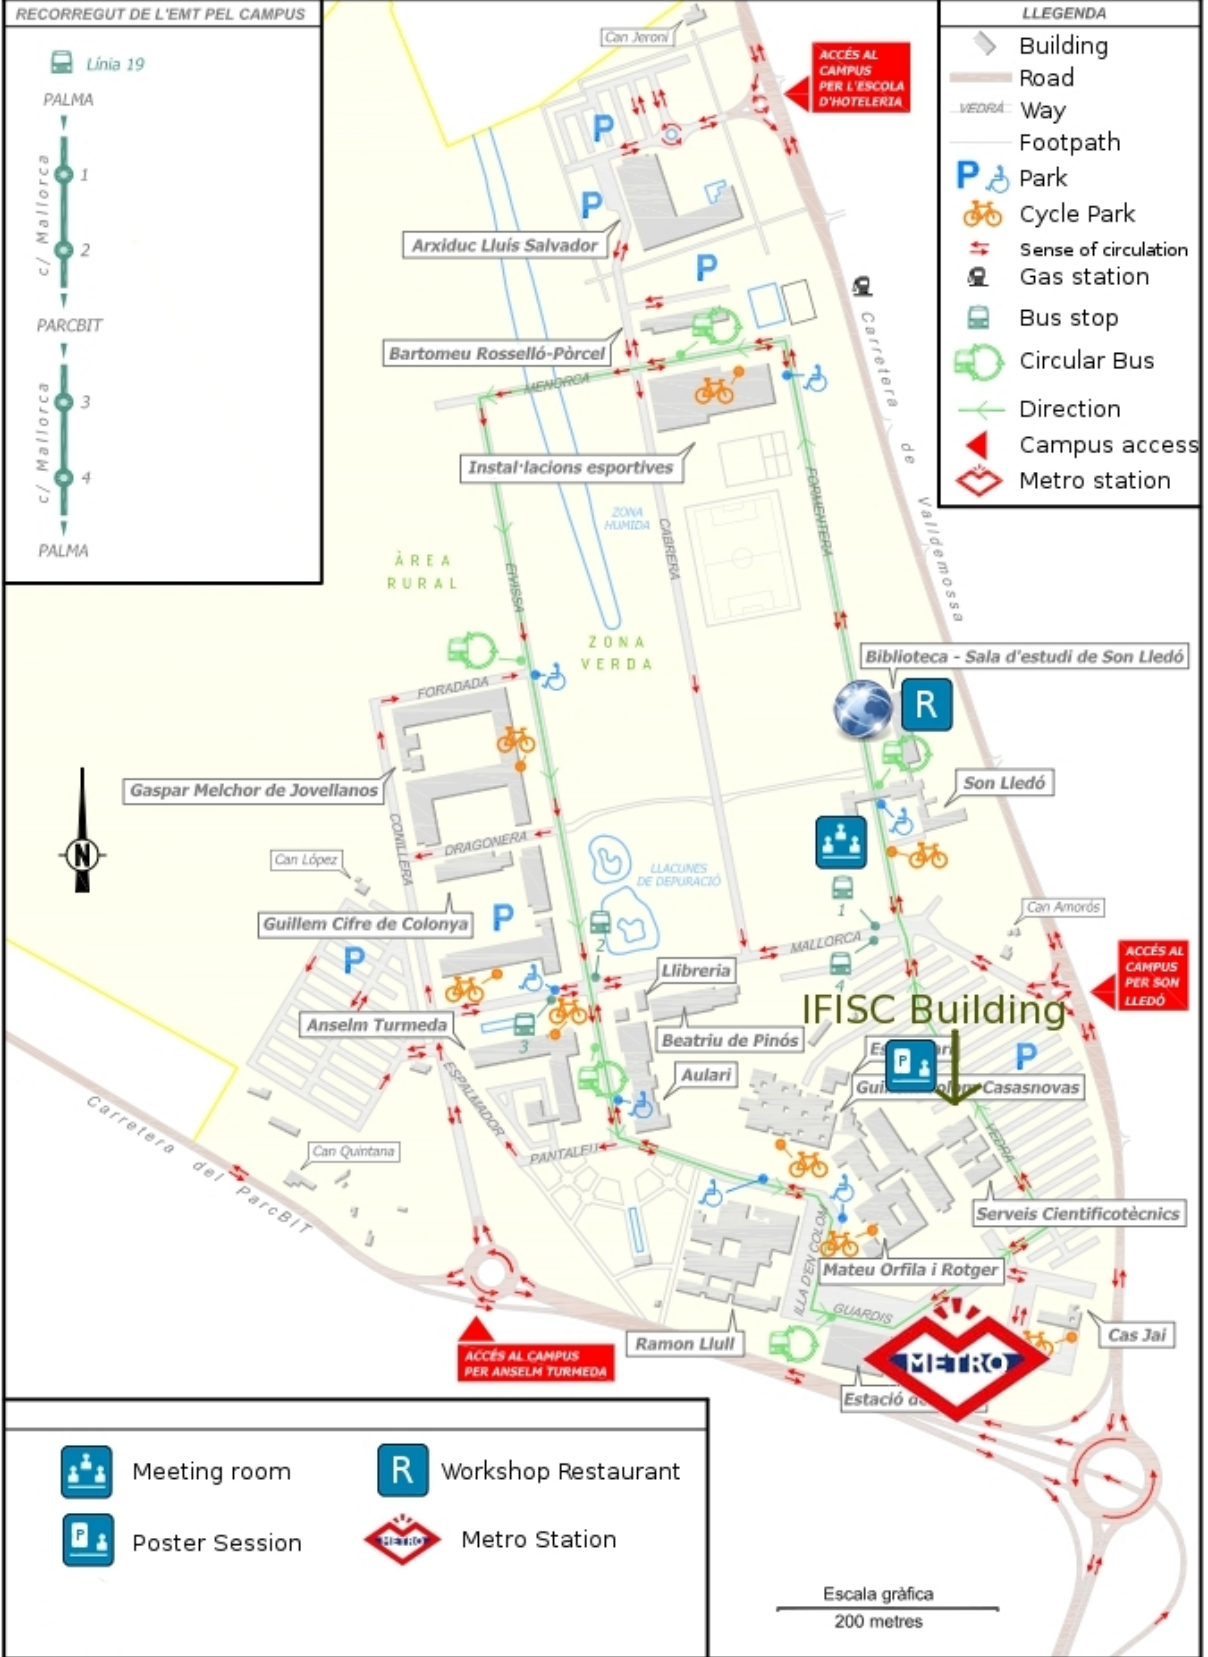 RECORREGUT DE L'EMT PEL CAMPUS
Línia 19
PALMA
c/ Mallorca
1
2
PARCBIT
c/ Mallorca
3
4
PALMA
LLEGENDA
Building
Road
VEDRÀ
Way
Footpath
P
Park
Cycle Park
Sense of circulation
Gas station
Bus stop
Circular Bus
Direction
Campus access
Metro station
Can Jeroni
ACCÉS AL
CAMPUS
PER L'ESCOLA
D'HOTELERIA
P
P
Arxiduc Lluís Salvador
P
Bartomeu Rosselló-Pòrcel
MENORCA
Instal·lacions esportives
Carretera de Valldemossa
FORMENTERA
CABRERA
ZONA
HUMIDA
ÀREA
RURAL
EIVISSA
ZONA
VERDA
Biblioteca - Sala d'estudi de Son Lledó
R
FORADADA
Gaspar Melchor de Jovellanos
Son Lledó
CONILLERA
DRAGONERA
Can López
LLACUNES
DE DEPURACIÓ
N
1
Can Amorós
Guillem Cifre de Colonya
P
P
2
MALLORCA
4
ACCÉS AL
CAMPUS
PER SON
LLEDÓ
Llibreria
IFISC Building
Anselm Turmeda
3
Beatriu de Pinós
P
P
Aulari
Casasnovas
ESPALMADOR
Carretera del ParcBIT
Can Quintana
PANTALEU
VEDRÀ
Serveis Cientificotècnics
ILLA D'EN COLOM
Mateu Orfila i Rotger
GUARDIS
Ramon Llull
METRO
Cas Jai
ACCÉS AL CAMPUS
PER ANSELM TURMEDA
Estació
Meeting room
R
Workshop Restaurant
P
Poster Session
METRO
Metro Station
Escala gràfica
200 metres